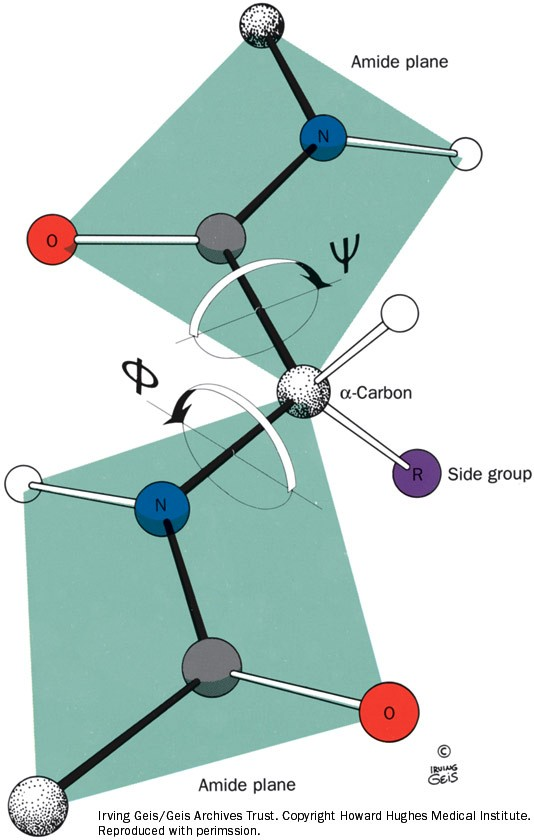 Amide plane
N
O
ψ
Φ
α-Carbon
R Side group
N
O
©
IRVING
GEIS
Amide plane
Irving Geis/Geis Archives Trust. Copyright Howard Hughes Medical Institute.
Reproduced with perimssion.